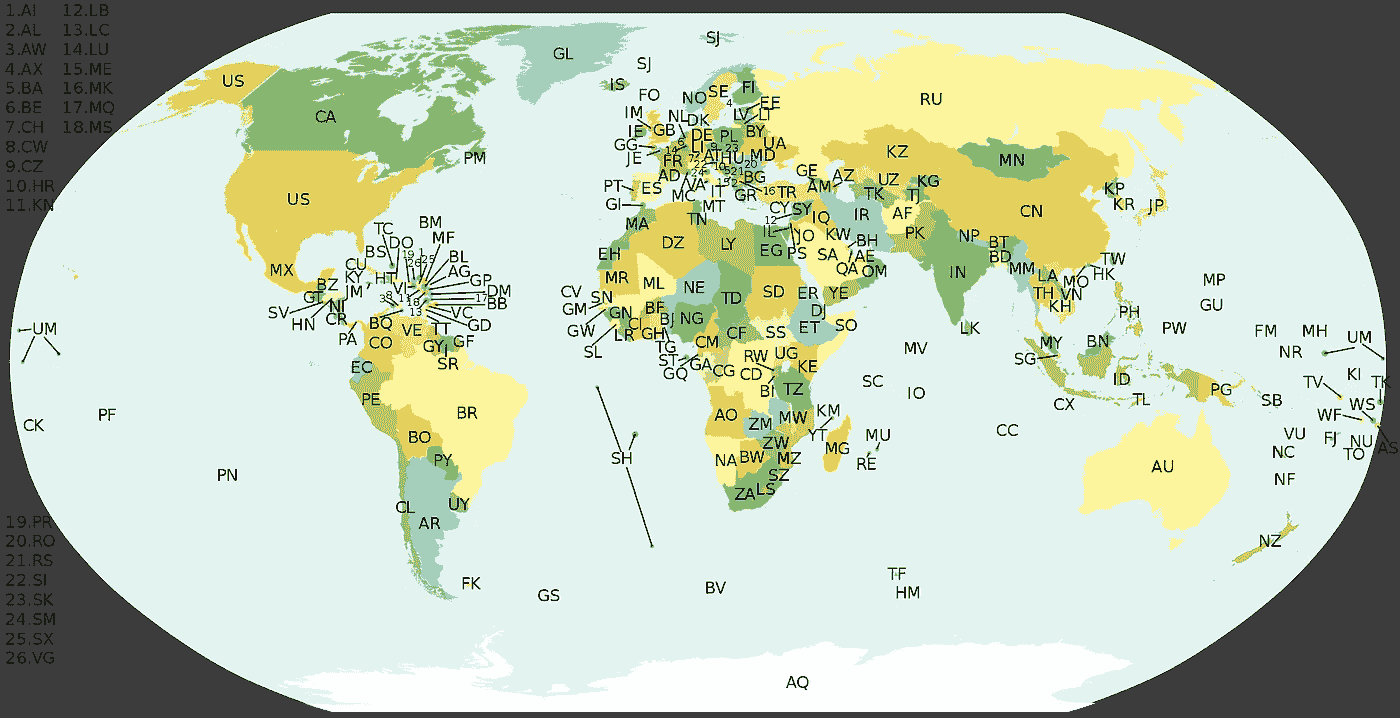 1.AI 12.LB
2.AL 13.LC
3.AW 14.LU
4.AX 15.ME
5.BA 16.MK
6.BE 17.MQ
7.CH 18.MS
8.CW
9.CZ
10.HR
11.KN
SJ
GL
SJ
US
IS
FO
NO
SE
FI
RU
CA
IM
NL
DK
4
LV
EE
LT
IE
GB
DE
PL
BY
UA
GG
JE
FR
LI
AT
HU
MD
PM
AD
VA
BG
GE
AZ
KZ
MN
US
PT
ES
MC
IT
GR
16
TR
AM
UZ
TK
KG
TJ
KP
KR
JP
GI
MT
CY
SY
MA
TN
12
IL
JO
IQ
IR
AF
PK
CN
BM
TC
DO
MF
BS
EH
DZ
LY
EG
PS
KW
SA
BH
AE
QA
OM
NP
BT
BD
TW
HK
MX
CU
KY
HT
JM
BL
AG
GP
DM
17
BB
BZ
GT
NI
VI
MR
ML
NE
TD
SD
ER
YE
IN
MM
LA
MO
TH
VN
KH
MP
GU
SV
HN
CR
PA
13
VC
GD
BQ
VE
TT
CO
GY
GF
SR
CV
SN
GM
GW
GN
SL
LR
CI
BF
GH
BJ
TG
NG
CM
CF
SS
DJ
ET
SO
LK
PH
UM
ST
GQ
GA
CG
RW
UG
KE
CD
BI
TZ
MV
SC
IO
MY
BN
SG
ID
TL
CX
PW
FM
MH
UM
NR
KI
PG
SB
TV
TK
WS
WF
EC
PE
BR
BO
PY
CK
PF
PN
SH
AO
ZM
MW
KM
YT
MG
MU
RE
NA
BW
ZW
MZ
SZ
LS
ZA
CC
AU
VU
FJ
NU
TO
AS
NC
NF
NZ
CL
UY
AR
FK
GS
BV
TF
HM
AQ
19.PR
20.RO
21.RS
22.SI
23.SK
24.SM
25.SX
26.VG